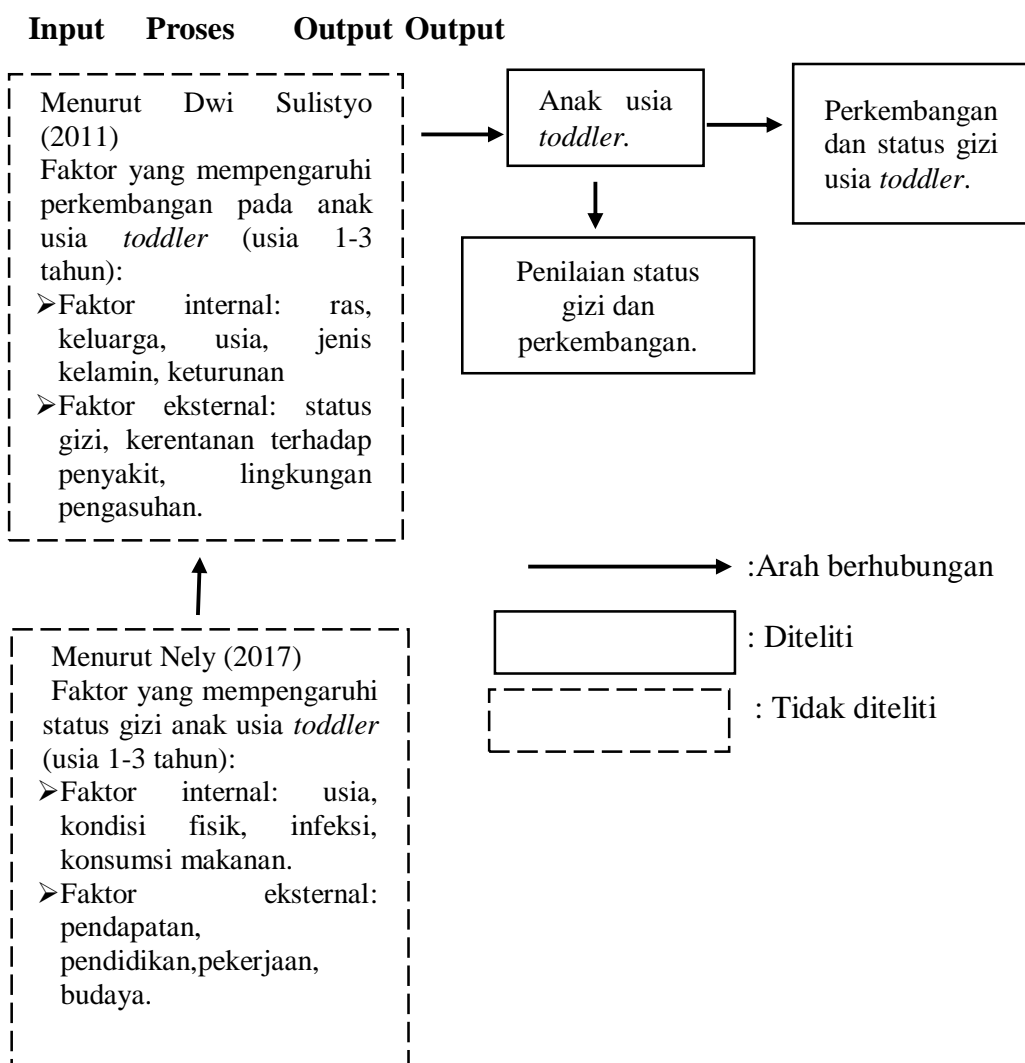 Input Proses Output Output
Menurut Dwi Sulistyo
(2011)
Faktor yang mempengaruhi
perkembangan pada anak
usia toddler (usia 1-3
tahun):
➢Faktor internal: ras,
keluarga, usia, jenis
kelamin, keturunan
➢Faktor eksternal: status
gizi, kerentanan terhadap
penyakit, lingkungan
pengasuhan.
Anak usia
toddler.
Perkembangan
dan status gizi
usia toddler.
Penilaian status
gizi dan
perkembangan.
Menurut Nely (2017)
Faktor yang mempengaruhi
status gizi anak usia toddler
(usia 1-3 tahun):
➢Faktor internal: usia,
kondisi fisik, infeksi,
konsumsi makanan.
➢Faktor eksternal:
pendapatan,
pendidikan,pekerjaan,
budaya.
:Arah berhubungan
: Diteliti
: Tidak diteliti